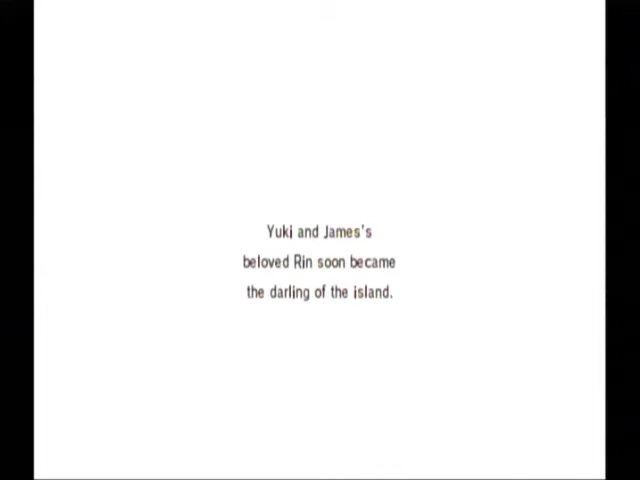 Yuki and James's
beloved Rin soon became
the darling of the island.